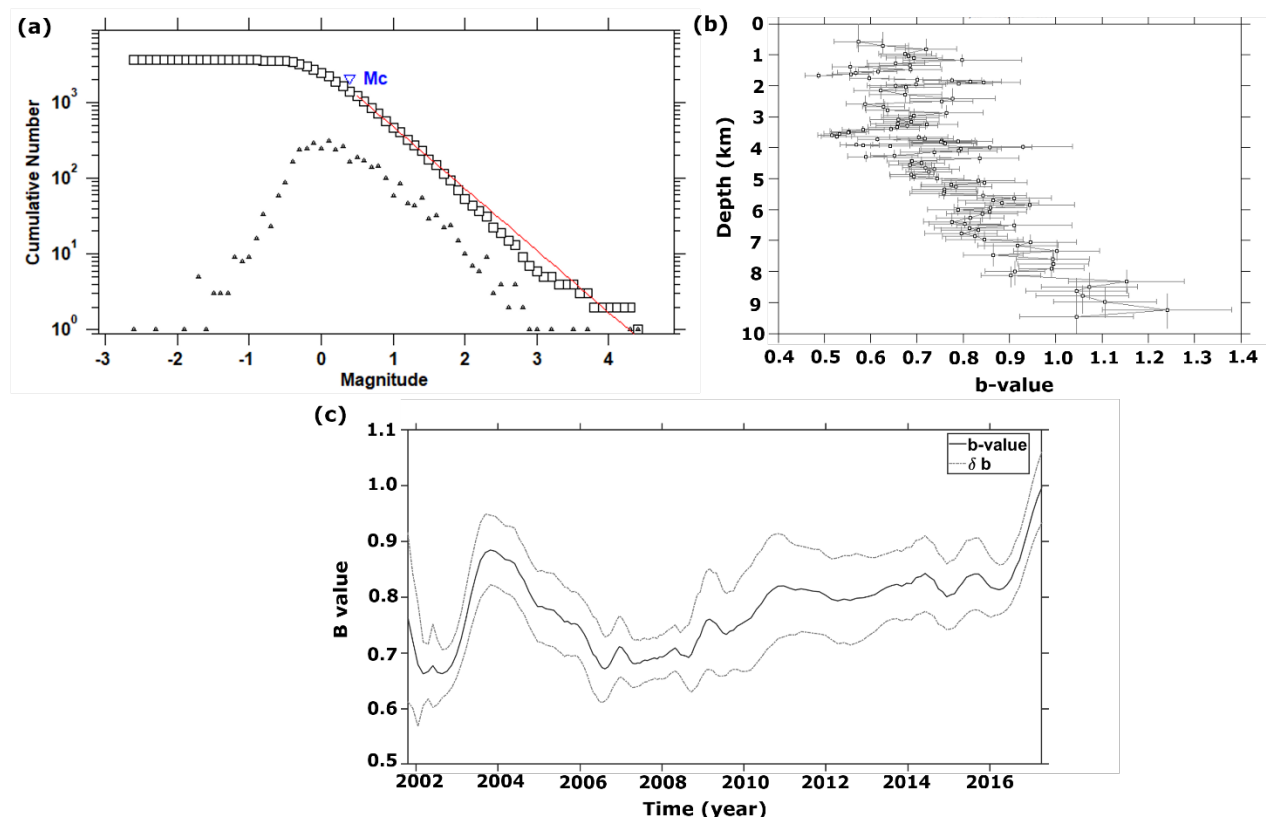 (a)
Cumulative Number
10^3
10^2
10^1
10^0
Mc
-3 -2 -1 0 1 2 3 4
Magnitude
(b)
Depth (km)
0
1
2
3
4
5
6
7
8
9
10
0.4 0.5 0.6 0.7 0.8 0.9 1.0 1.1 1.2 1.3 1.4
b-value
(c)
B value
1.1
1.0
0.9
0.8
0.7
0.6
0.5
b-value
δ b
2002 2004 2006 2008 2010 2012 2014 2016
Time (year)